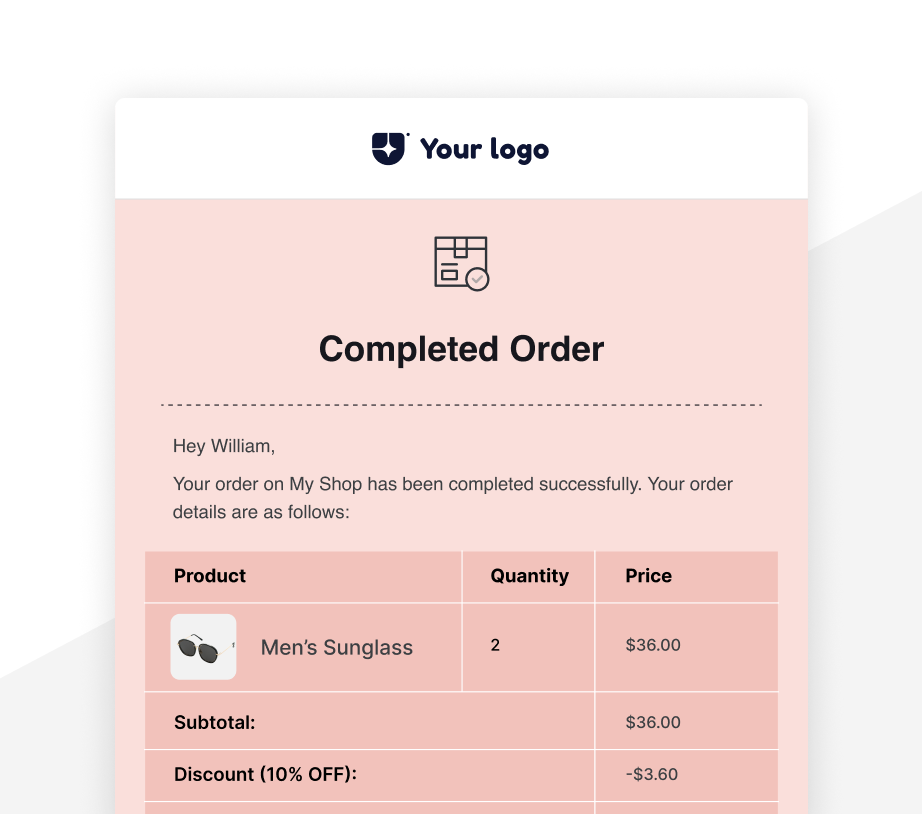 Your logo
Completed Order
Hey William,
Your order on My Shop has been completed successfully. Your order
details are as follows:
Product Quantity Price
Men’s Sunglass 2 $36.00
Subtotal: $36.00
Discount (10% OFF): -$3.60